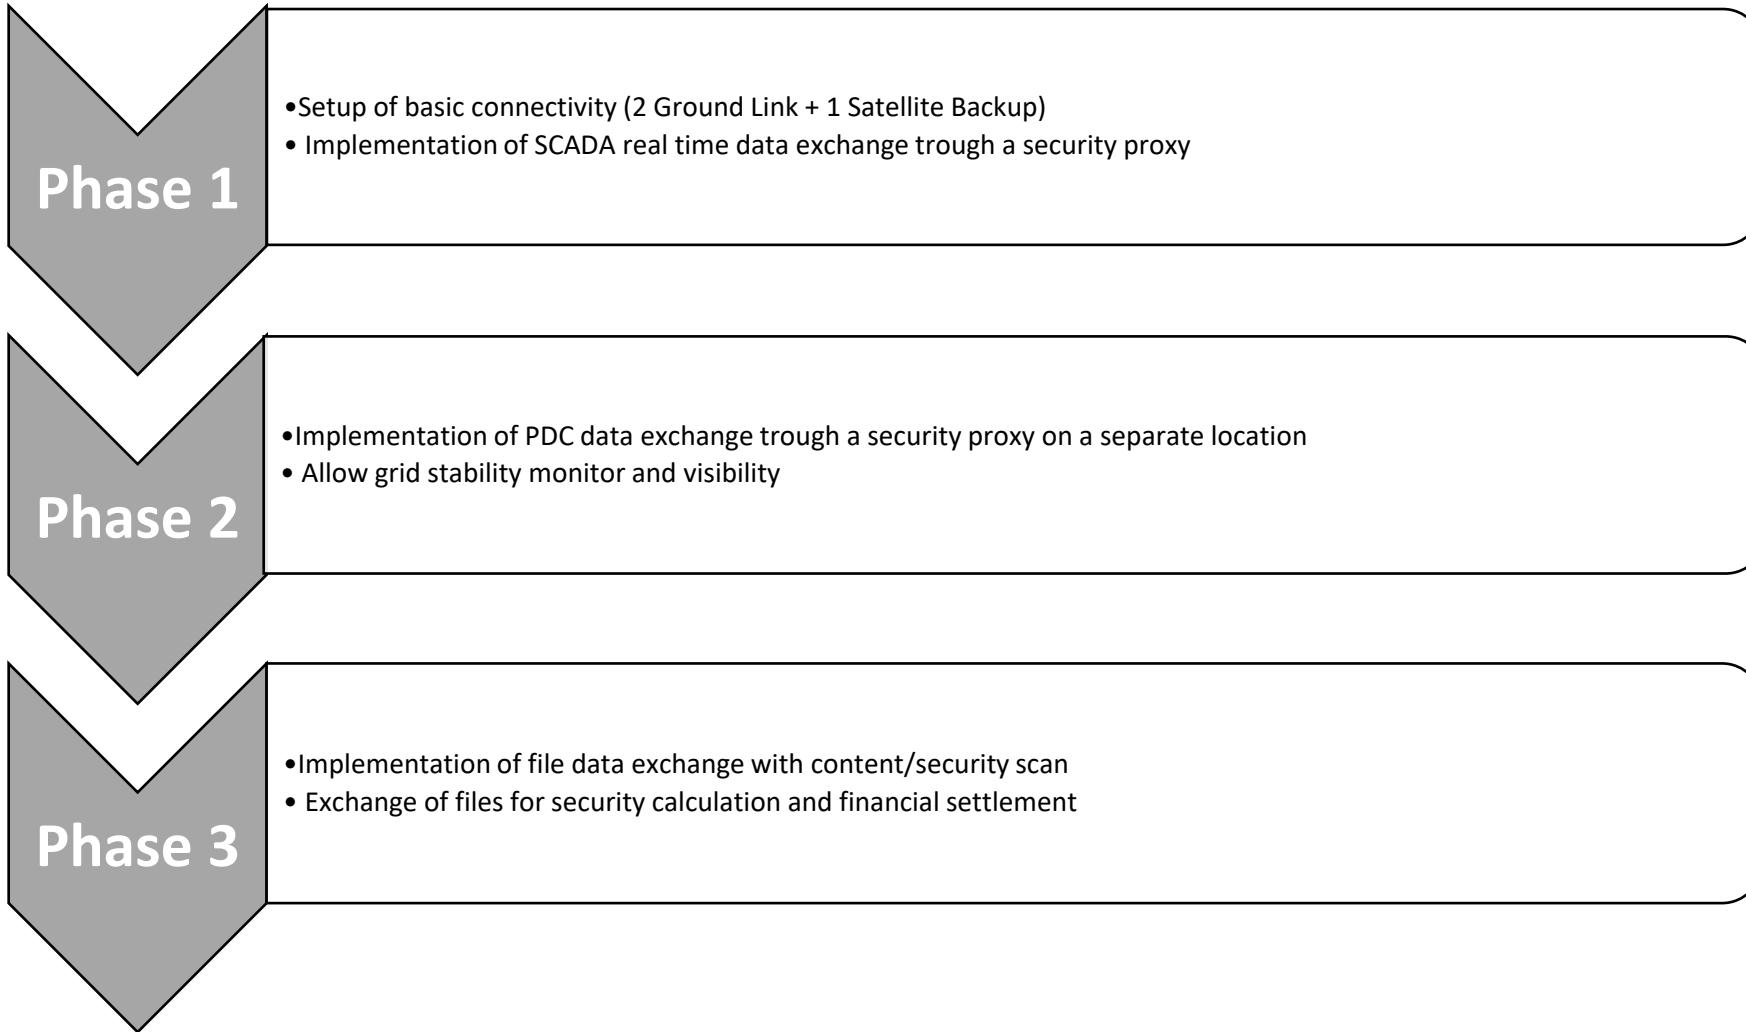 Phase 1
•Setup of basic connectivity (2 Ground Link + 1 Satellite Backup)
• Implementation of SCADA real time data exchange trough a security proxy
Phase 2
•Implementation of PDC data exchange trough a security proxy on a separate location
• Allow grid stability monitor and visibility
Phase 3
•Implementation of file data exchange with content/security scan
• Exchange of files for security calculation and financial settlement